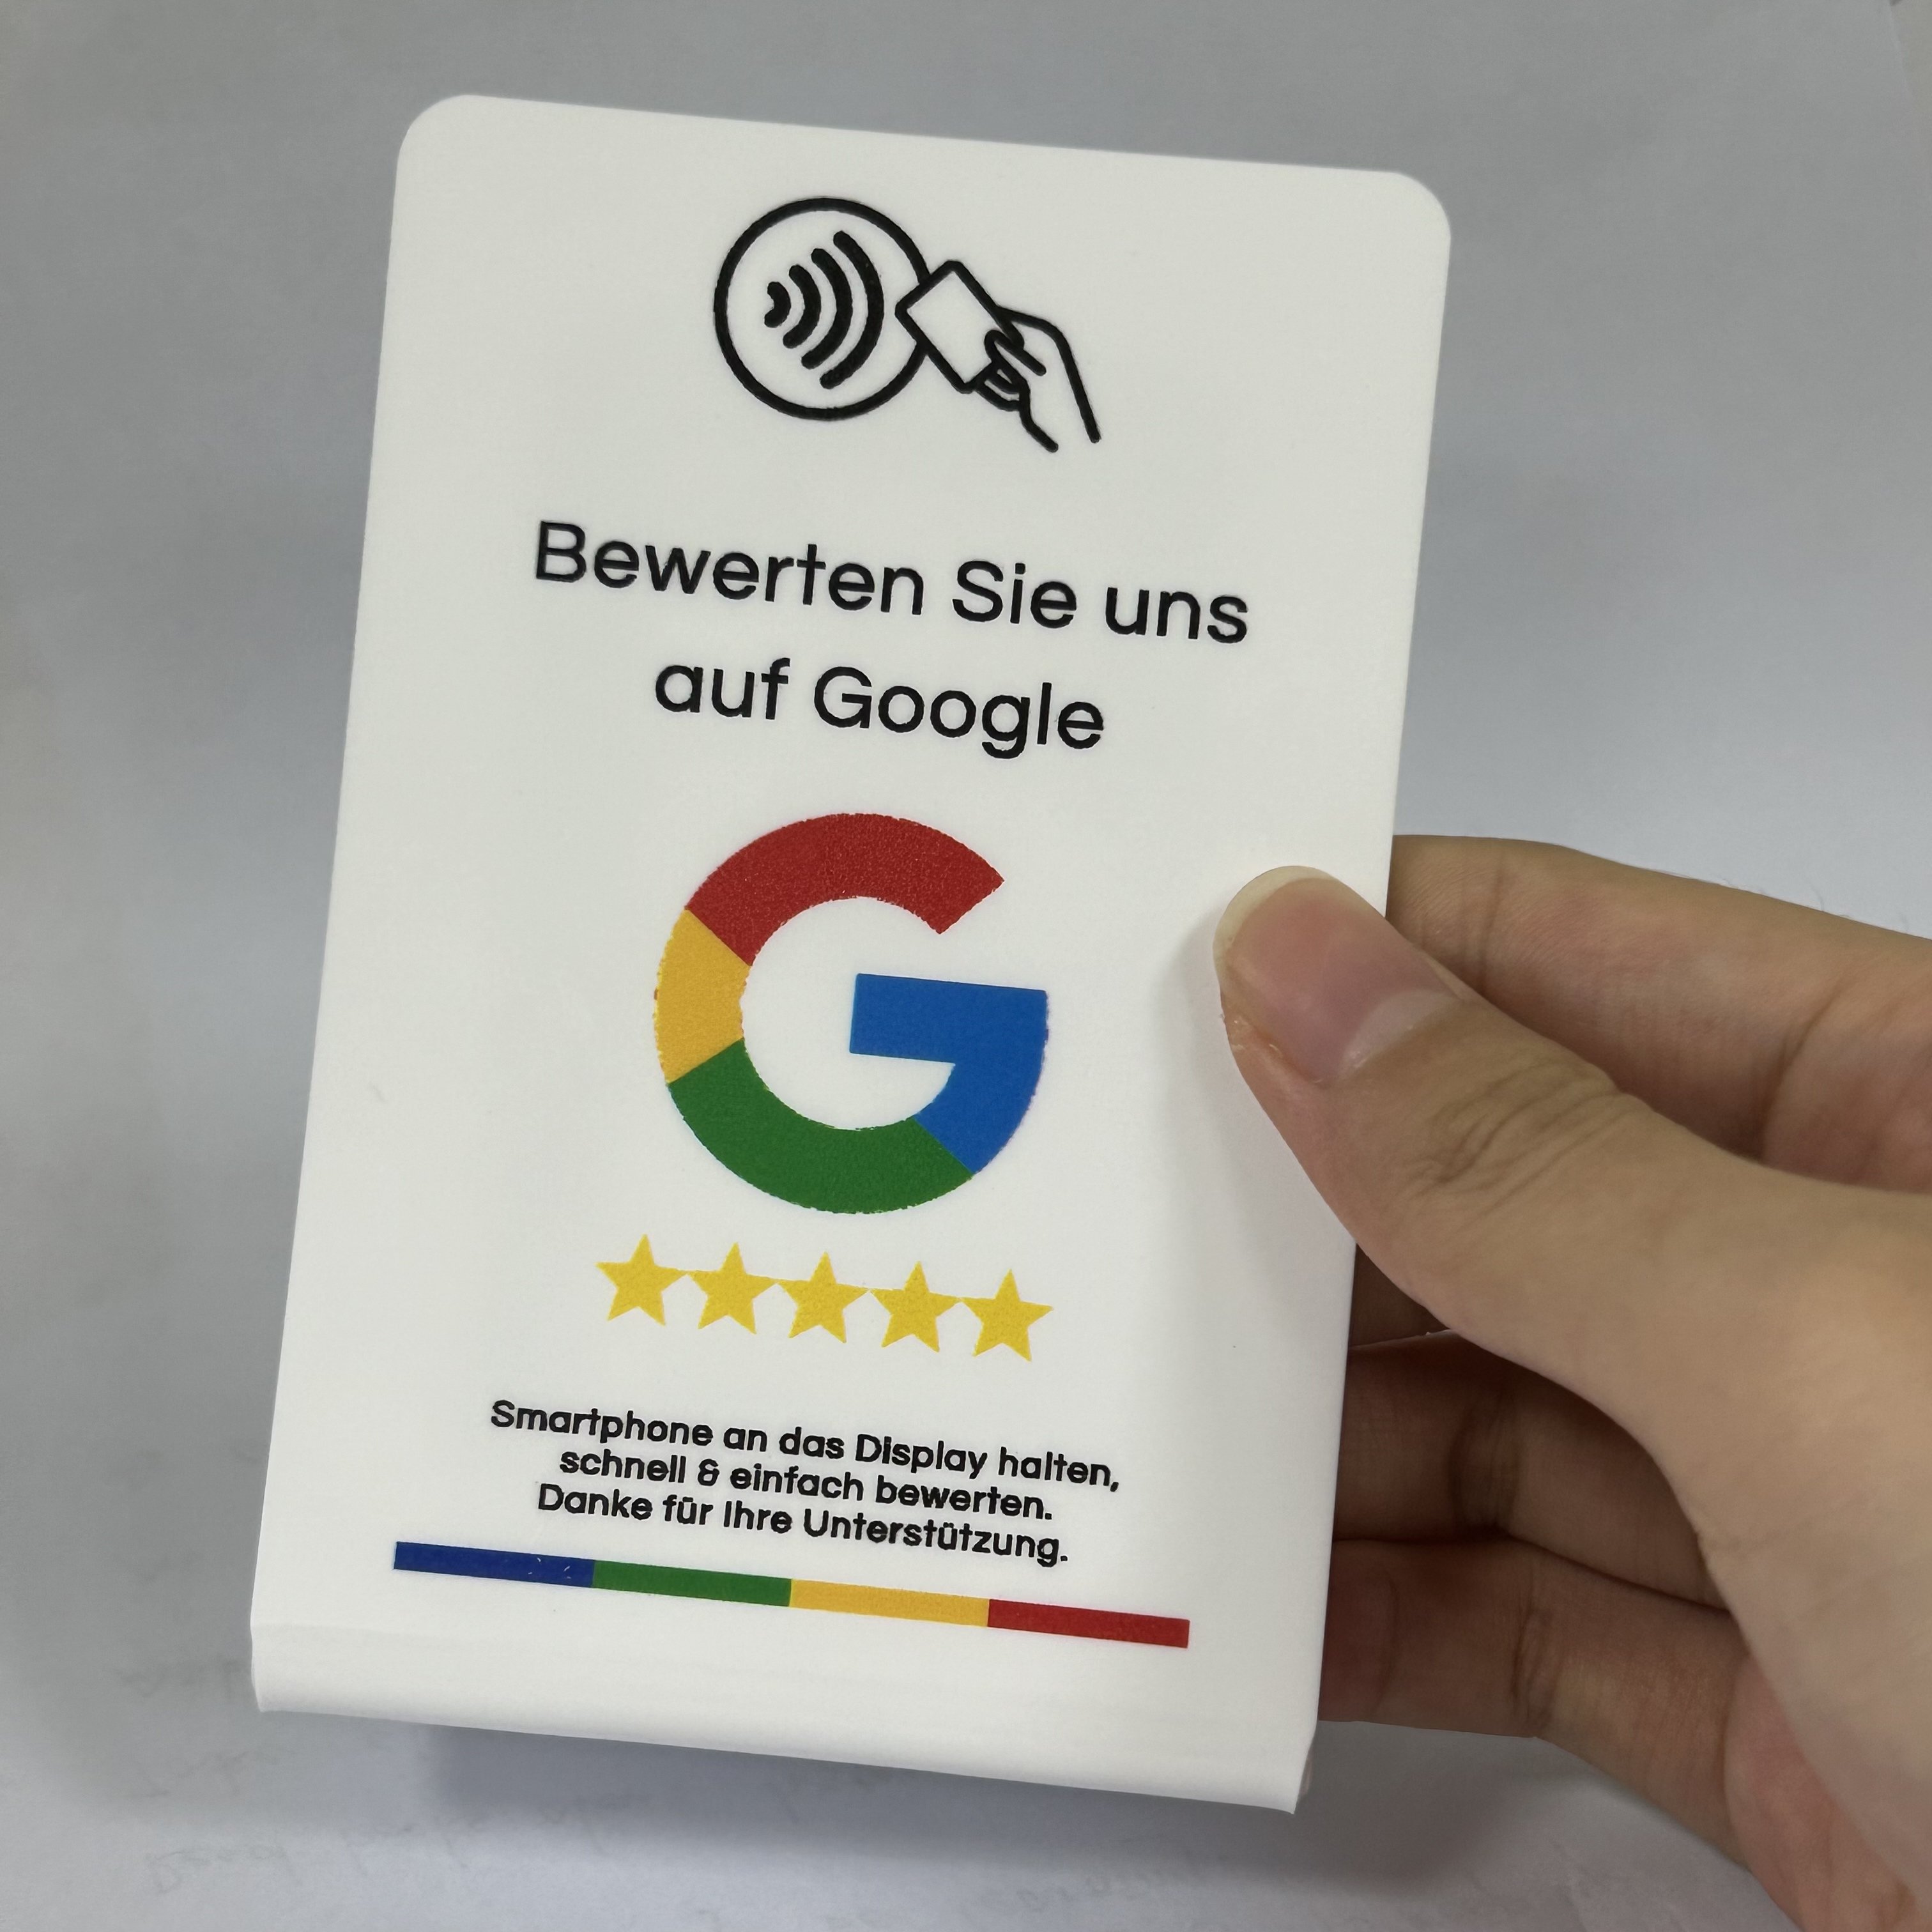 Bewerten Sie uns
auf Google
G
Smartphone an das Display halten,
schnell & einfach bewerten.
Danke für Ihre Unterstützung.